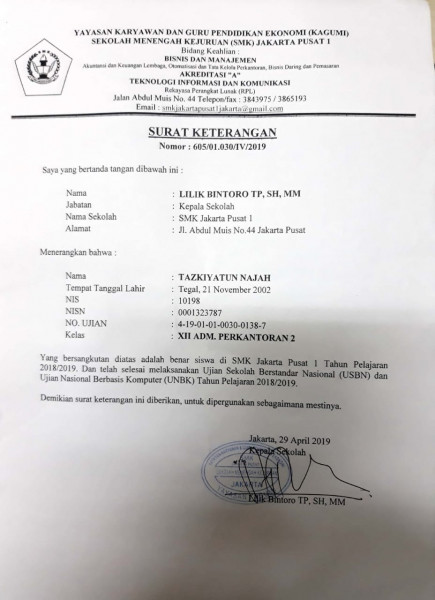 YAYASAN KARYAWAN DAN GURU PENDIDIKAN EKONOMI (KAGUMI)
SEKOLAH MENENGAH KEJURUAN (SMK) JAKARTA PUSAT 1
Bidang Keahlian :
BISNIS DAN MANAJEMEN
Akuntansi dan Keuangan Lembaga, Otomatisasi dan Tata Kelola Perkantoran, Bisnis Daring dan Pemasaran
AKREDITASI "A"
TEKNOLOGI INFORMASI DAN KOMUNIKASI
Rekayasa Perangkat Lunak (RPL)
Jalan Abdul Muis No. 44 Telepon/fax : 3843975 / 3865193
Email : smkjakartapusat1jakarta@gmail.com
SURAT KETERANGAN
Nomor : 605/01.030/IV/2019
Saya yang bertanda tangan dibawah ini :
Nama : LILIK BINTORO TP, SH, MM
Jabatan : Kepala Sekolah
Nama Sekolah : SMK Jakarta Pusat 1
Alamat : Jl. Abdul Muis No.44 Jakarta Pusat
Menerangkan bahwa :
Nama : TAZKIYATUN NAJAH
Tempat Tanggal Lahir : Tegal, 21 November 2002
NIS : 10198
NISN : 0001323787
NO. UJIAN : 4-19-01-01-0030-0138-7
Kelas : XII ADM. PERKANTORAN 2
Yang bersangkutan diatas adalah benar siswa di SMK Jakarta Pusat 1 Tahun Pelajaran
2018/2019. Dan telah selesai melaksanakan Ujian Sekolah Berstandar Nasional (USBN) dan
Ujian Nasional Berbasis Komputer (UNBK) Tahun Pelajaran 2018/2019.
Demikian surat keterangan ini diberikan, untuk dipergunakan sebagaimana mestinya.
Jakarta, 29 April 2019
Kepala Sekolah
JAKARTA
Lilik Bintoro TP, SH, MM